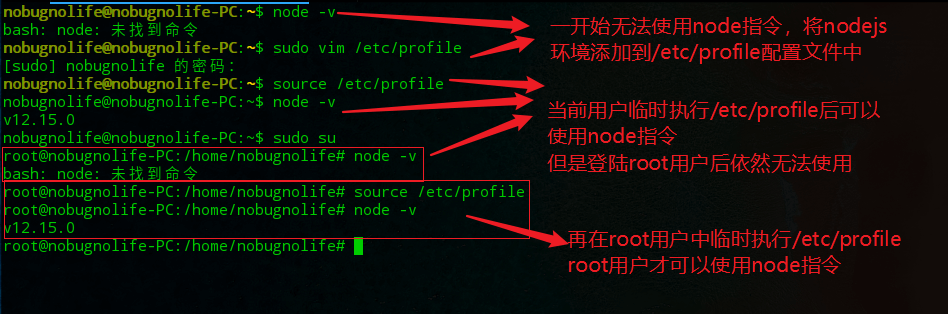 nobugnolife@nobugnolife-PC:~$ node -v
bash: node: 未找到命令
nobugnolife@nobugnolife-PC:~$ sudo vim /etc/profile
[sudo] nobugnolife 的密码:
nobugnolife@nobugnolife-PC:~$ source /etc/profile
nobugnolife@nobugnolife-PC:~$ node -v
v12.15.0
nobugnolife@nobugnolife-PC:~$ sudo su
root@nobugnolife-PC:/home/nobugnolife# node -v
bash: node: 未找到命令
root@nobugnolife-PC:/home/nobugnolife# source /etc/profile
root@nobugnolife-PC:/home/nobugnolife# node -v
v12.15.0
root@nobugnolife-PC:/home/nobugnolife#
一开始无法使用node指令，将nodejs
环境添加到/etc/profile配置文件中
当前用户临时执行/etc/profile后可以
使用node指令
但是登陆root用户后依然无法使用
再在root用户中临时执行/etc/profile
root用户才可以使用node指令